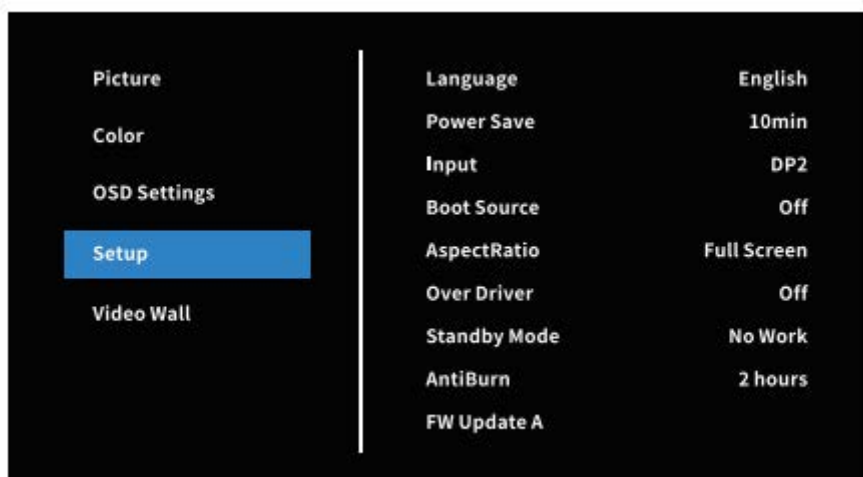 Picture
Color
OSD Settings
Setup
Video Wall
Language English
Power Save 10min
Input DP2
Boot Source Off
AspectRatio Full Screen
Over Driver Off
Standby Mode No Work
AntiBurn 2 hours
FW Update A